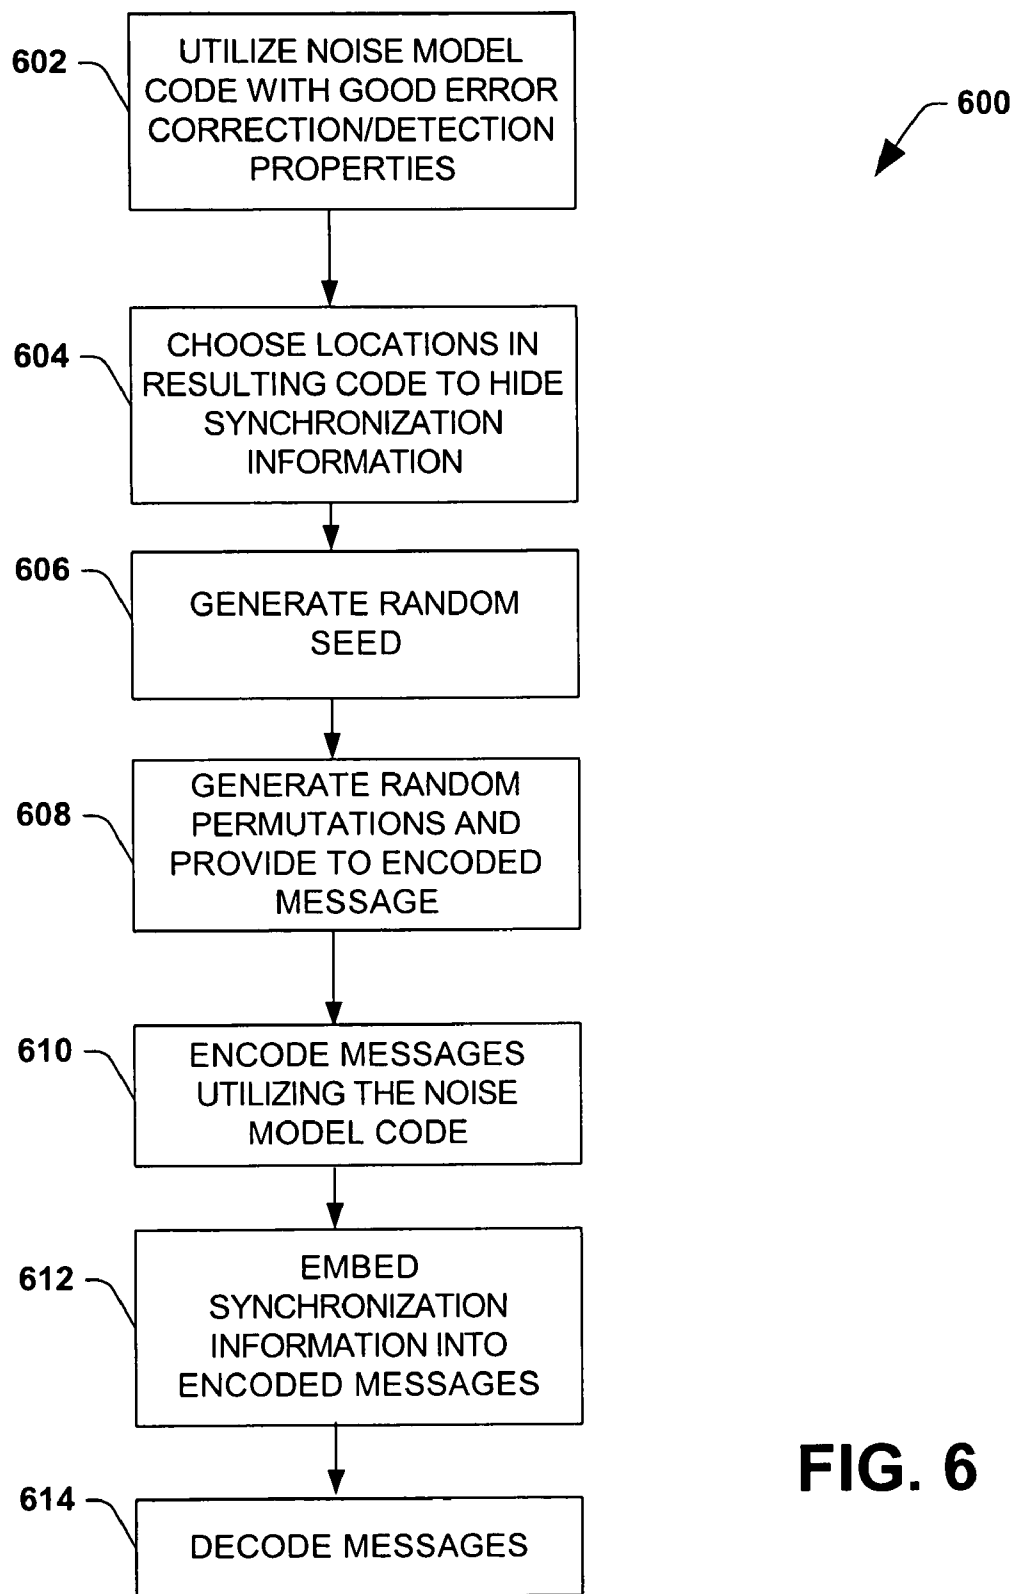 602
UTILIZE NOISE MODEL
CODE WITH GOOD ERROR
CORRECTION/DETECTION
PROPERTIES
600
604
CHOOSE LOCATIONS IN
RESULTING CODE TO HIDE
SYNCHRONIZATION
INFORMATION
606
GENERATE RANDOM
SEED
608
GENERATE RANDOM
PERMUTATIONS AND
PROVIDE TO ENCODED
MESSAGE
610
ENCODE MESSAGES
UTILIZING THE NOISE
MODEL CODE
612
EMBED
SYNCHRONIZATION
INFORMATION INTO
ENCODED MESSAGES
614
DECODE MESSAGES
FIG. 6